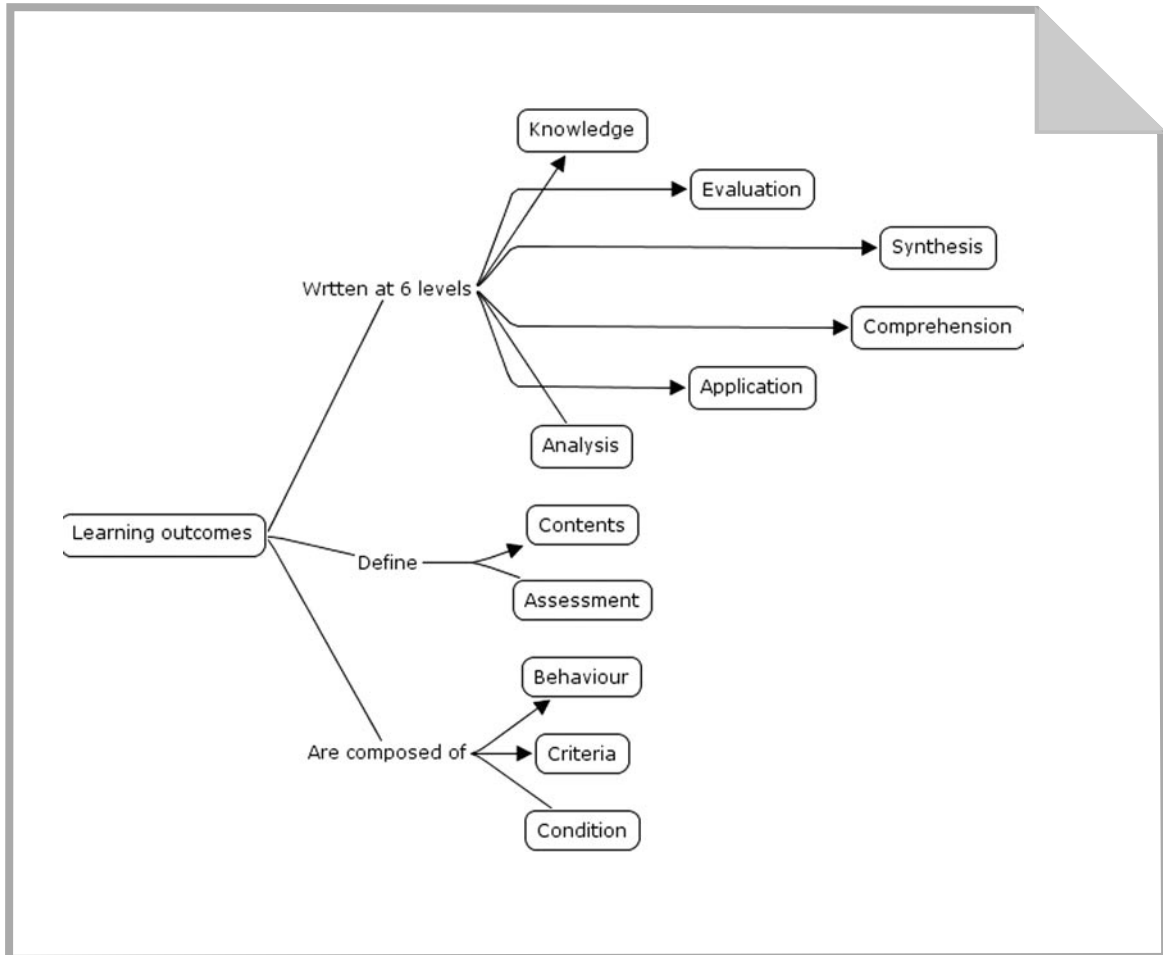 Knowledge
Evaluation
Synthesis
Wrtten at 6 levels
Comprehension
Application
Analysis
Learning outcomes
Contents
Define
Assessment
Behaviour
Are composed of
Criteria
Condition